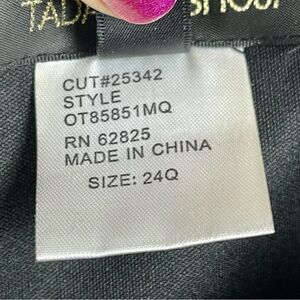 CUT#25342
STYLE
OT85851MQ
RN 62825
MADE IN CHINA
SIZE: 24Q